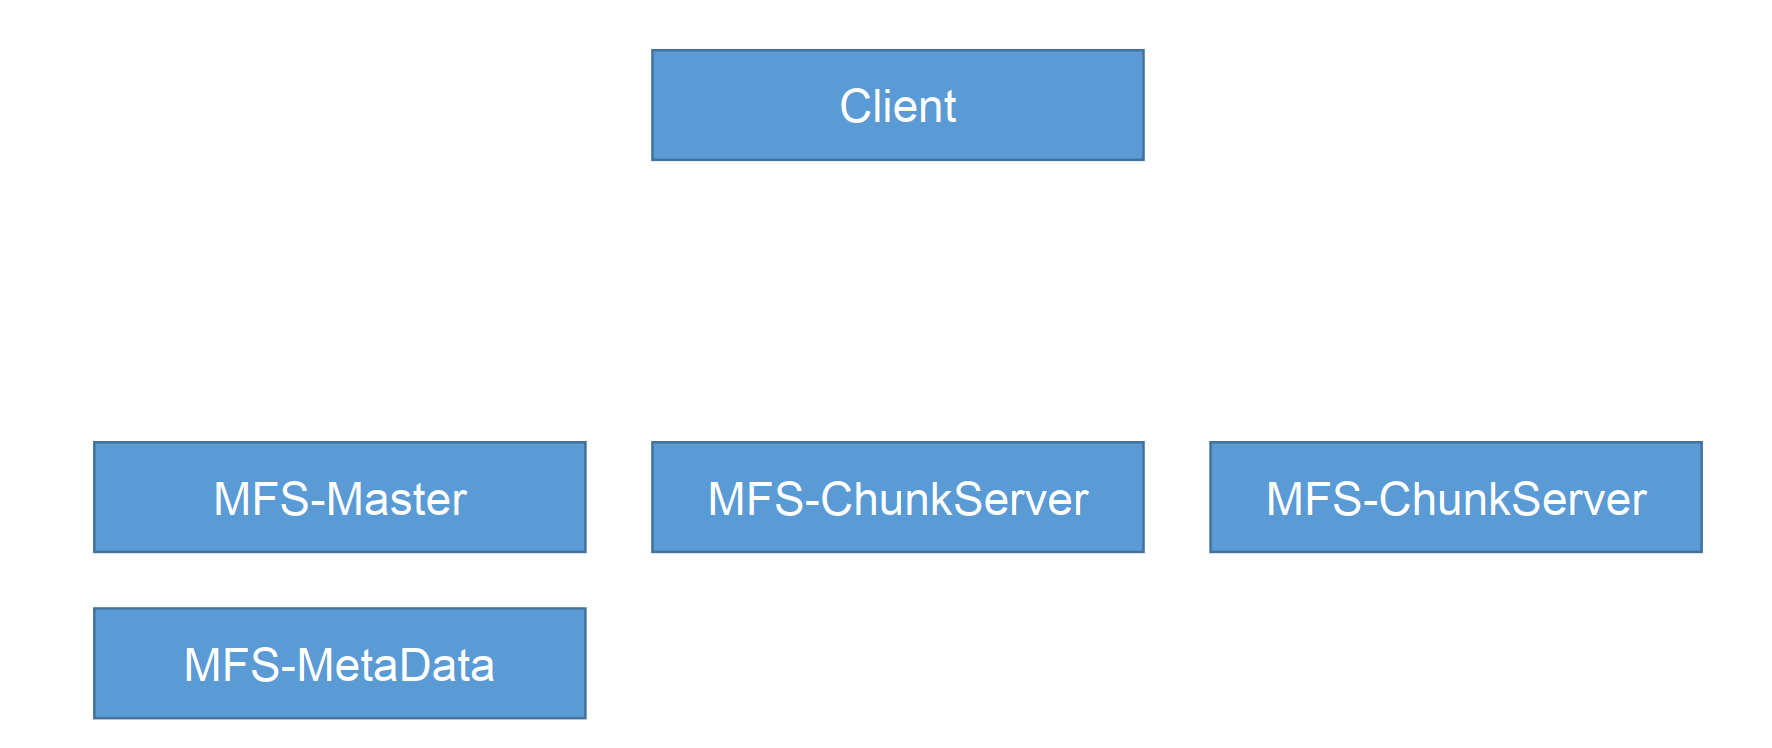 Client
MFS-Master
MFS-ChunkServer
MFS-ChunkServer
MFS-MetaData